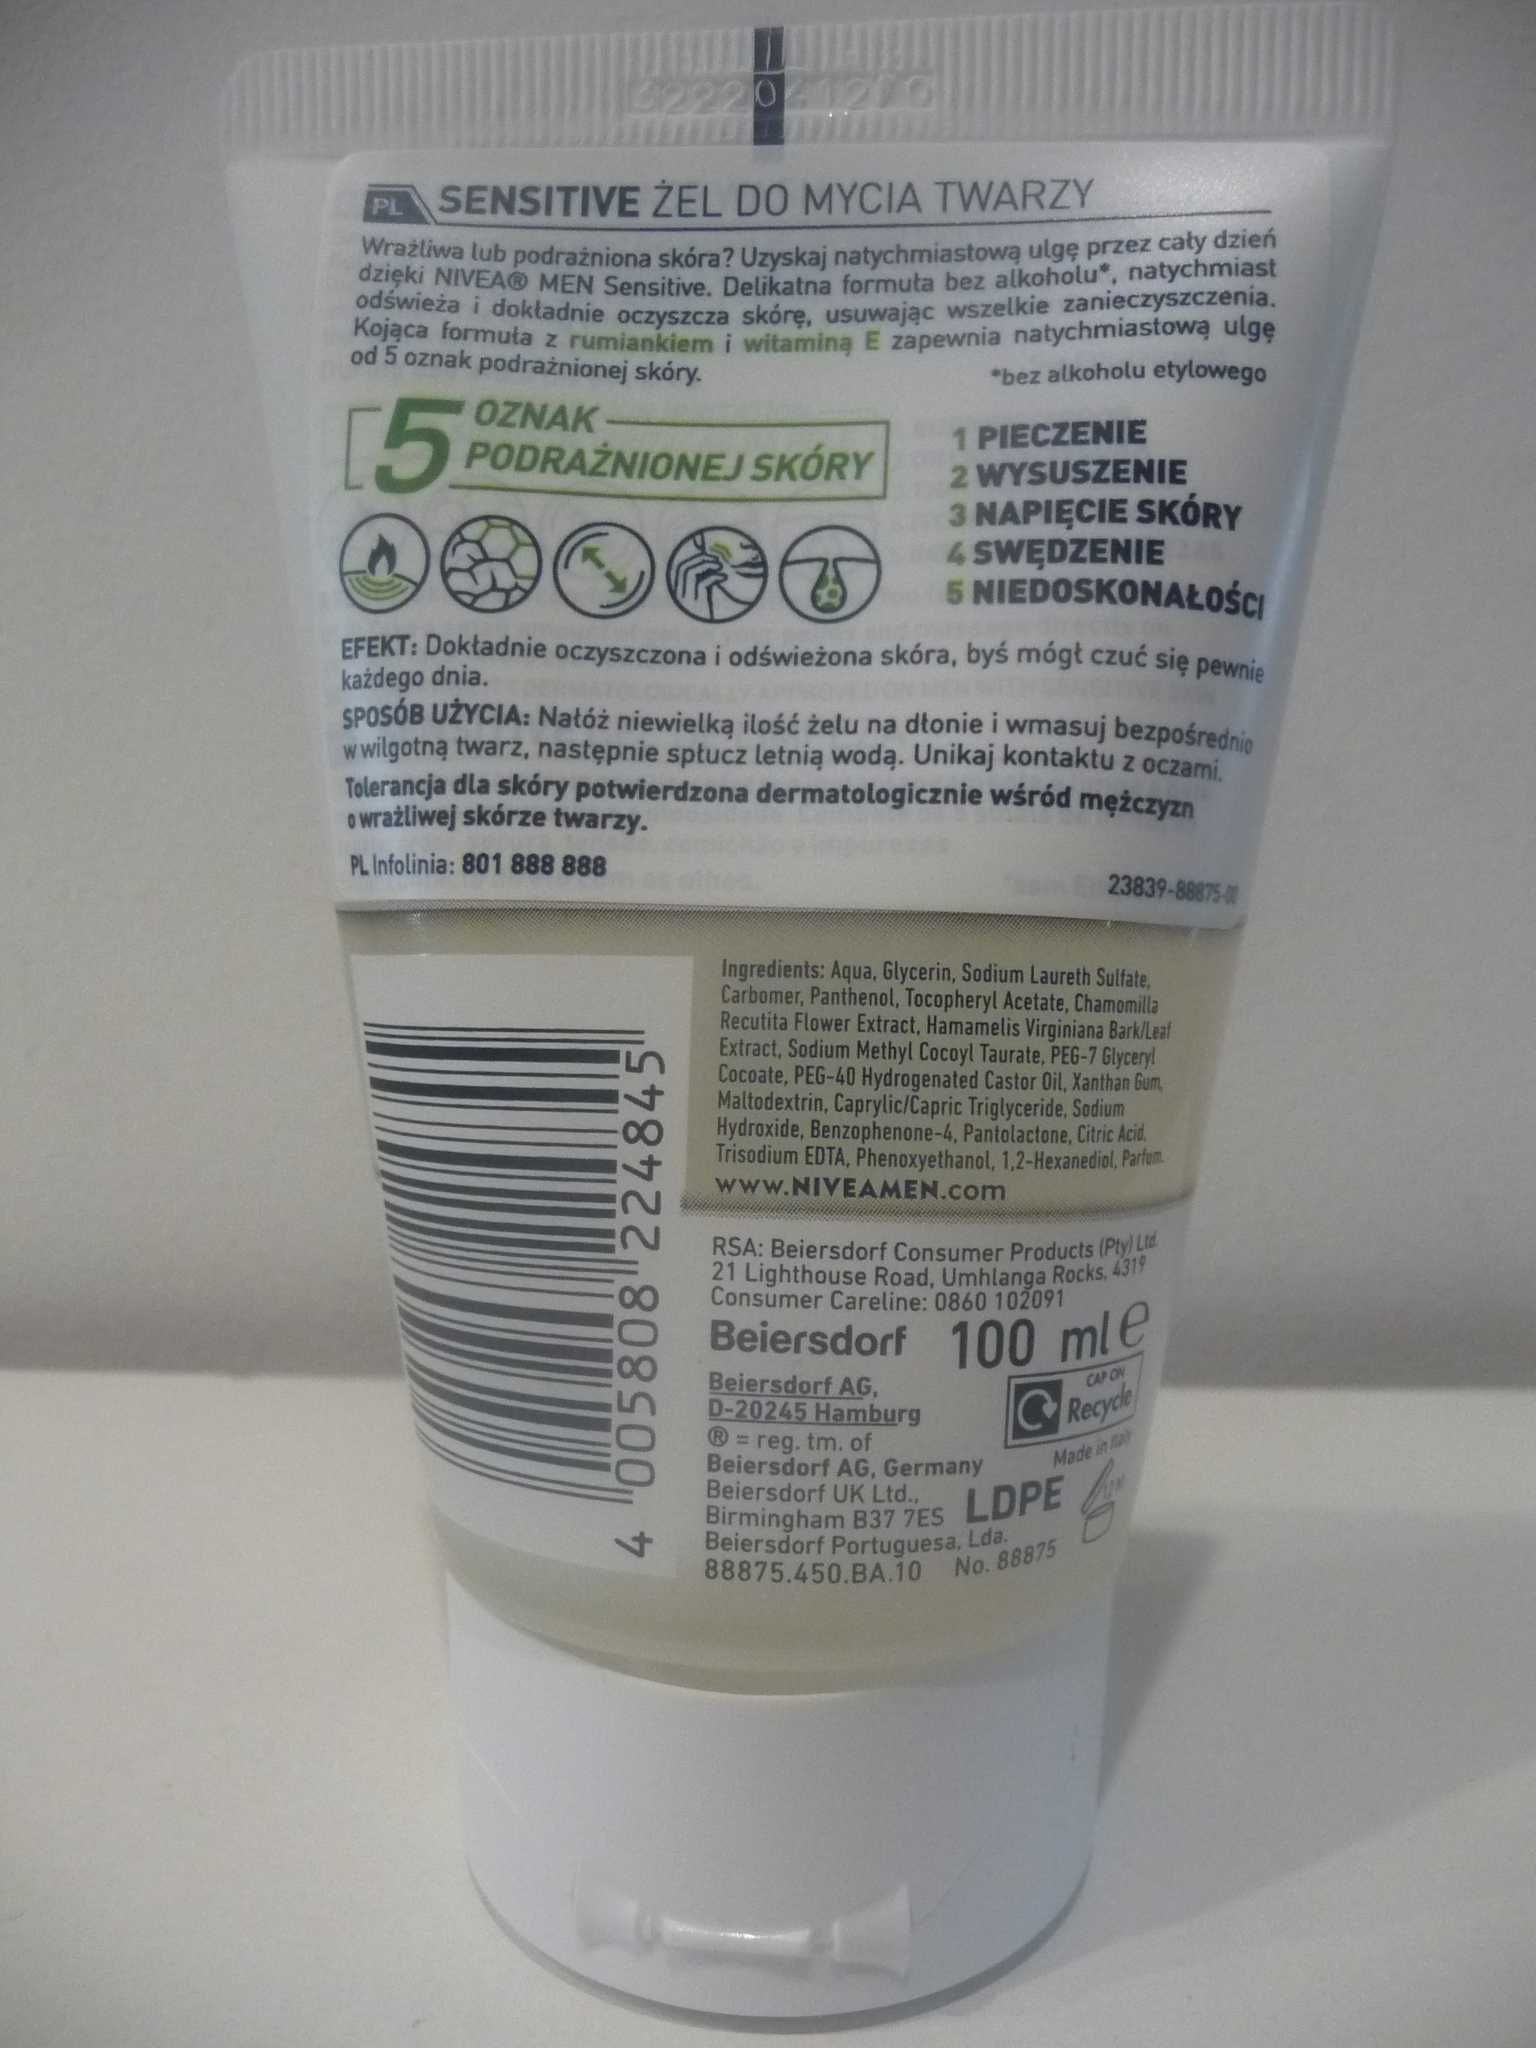 PL SENSITIVE ŻEL DO MYCIA TWARZY
Wrażliwa lub podrażniona skóra? Uzyskaj natychmiastową ulgę przez cały dzień
dzięki NIVEA® MEN Sensitive. Delikatna formuła bez alkoholu*, natychmiast
odświeża i dokładnie oczyszcza skórę, usuwając wszelkie zanieczyszczenia.
Kojąca formuła z rumiankiem i witaminą E zapewnia natychmiastową ulgę
od 5 oznak podrażnionej skóry.
*bez alkoholu etylowego
5 OZNAK
PODRAŻNIONEJ SKÓRY
1 PIECZENIE
2 WYSUSZENIE
3 NAPIĘCIE SKÓRY
4 SWĘDZENIE
5 NIEDOSKONAŁOŚCI
EFEKT: Dokładnie oczyszczona i odświeżona skóra, byś mógł czuć się pewnie
każdego dnia.
SPOSÓB UŻYCIA: Nałóż niewielką ilość żelu na dłonie i wmasuj bezpośrednio
w wilgotną twarz, następnie spłucz letnią wodą. Unikaj kontaktu z oczami.
Tolerancja dla skóry potwierdzona dermatologicznie wśród mężczyzn
o wrażliwej skórze twarzy.
PL Infolinia: 801 888 888
23839-88875-00
Ingredients: Aqua, Glycerin, Sodium Laureth Sulfate,
Carbomer, Panthenol, Tocopheryl Acetate, Chamomilla
Recutita Flower Extract, Hamamelis Virginiana Bark/Leaf
Extract, Sodium Methyl Cocoyl Taurate, PEG-7 Glyceryl
Cocoate, PEG-40 Hydrogenated Castor Oil, Xanthan Gum,
Maltodextrin, Caprylic/Capric Triglyceride, Sodium
Hydroxide, Benzophenone-4, Pantolactone, Citric Acid,
Trisodium EDTA, Phenoxyethanol, 1,2-Hexanediol, Parfum.
www.NIVEAMEN.com
4 005808 224845
RSA: Beiersdorf Consumer Products (Pty) Ltd.
21 Lighthouse Road, Umhlanga Rocks, 4319
Consumer Careline: 0860 102091
Beiersdorf 100 ml e
Beiersdorf AG,
D-20245 Hamburg
® = reg. tm. of
Beiersdorf AG, Germany
Beiersdorf UK Ltd.,
Birmingham B37 7ES
Beiersdorf Portuguesa, Lda.
88875.450.BA.10 No. 88875
CAP ON
Recycle
Made in Italy
LDPE